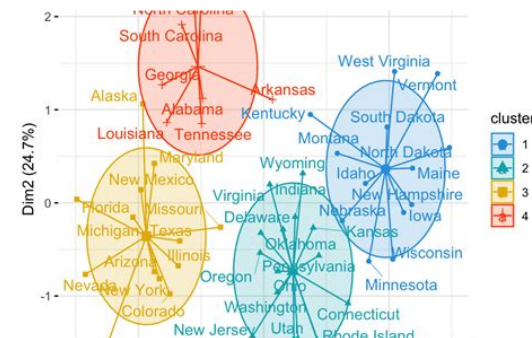 North Carolina
South Carolina
West Virginia
Vermont
Georgia
Arkansas
Alaska
Alabama
Kentucky
South Dakota
Louisiana
Tennessee
Montana
North Dakota
Maryland
Wyoming
Idaho
Maine
New Mexico
Indiana
Virginia
New Hampshire
Florida
Missouri
Delaware
Nebraska
Iowa
Michigan
Texas
Kansas
Oklahoma
Illinois
Arizona
Pennsylvania
Wisconsin
Oregon
Nevada
New York
Ohio
Minnesota
Colorado
Washington
Connecticut
New Jersey
Utah
Rhode Island
Dim2 (24.7%)
2
1
0
-1
cluster
1
2
3
4